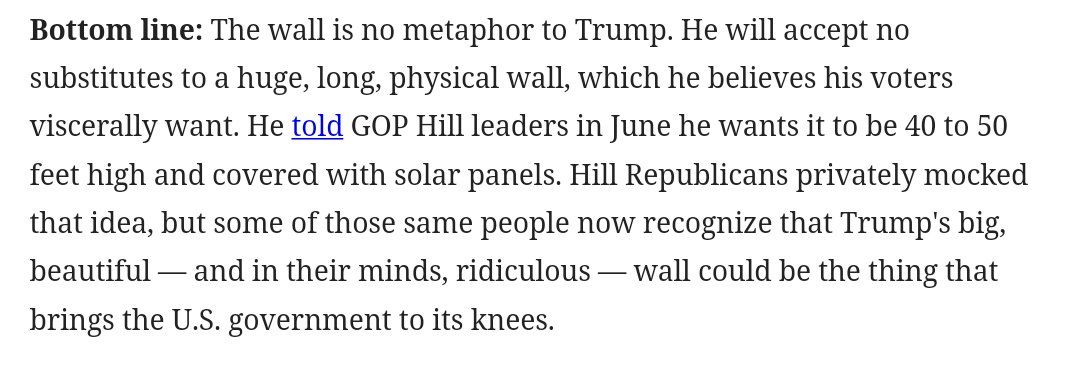 Bottom line: The wall is no metaphor to Trump. He will accept no
substitutes to a huge, long, physical wall, which he believes his voters
viscerally want. He told GOP Hill leaders in June he wants it to be 40 to 50
feet high and covered with solar panels. Hill Republicans privately mocked
that idea, but some of those same people now recognize that Trump's big,
beautiful — and in their minds, ridiculous — wall could be the thing that
brings the U.S. government to its knees.